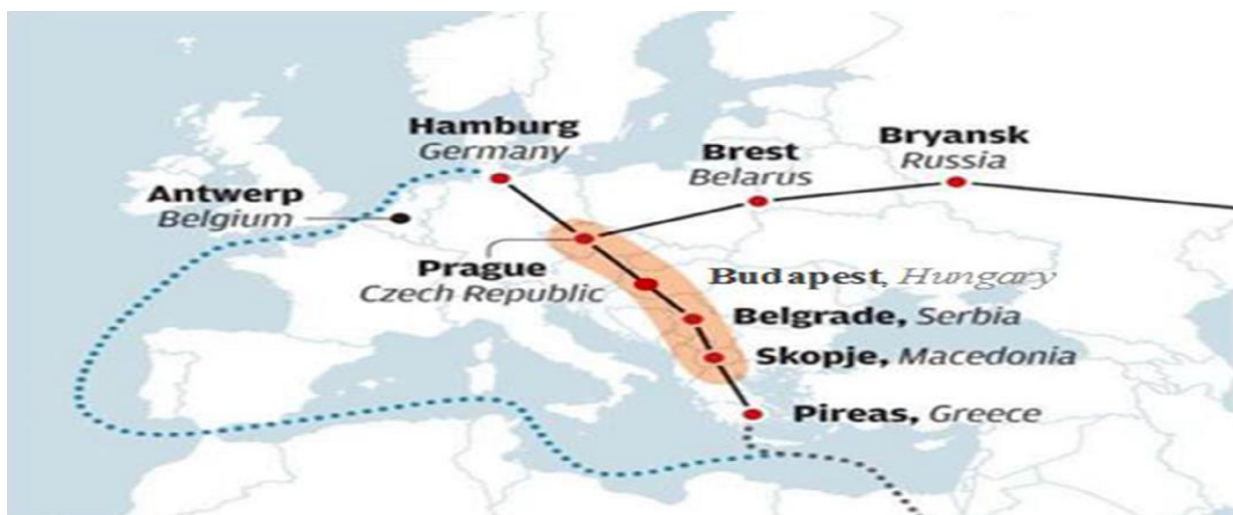 Hamburg
Germany
Brest
Belarus
Bryansk
Russia
Antwerp
Belgium
Prague
Czech Republic
Budapest, Hungary
Belgrade, Serbia
Skopje, Macedonia
Pireas, Greece